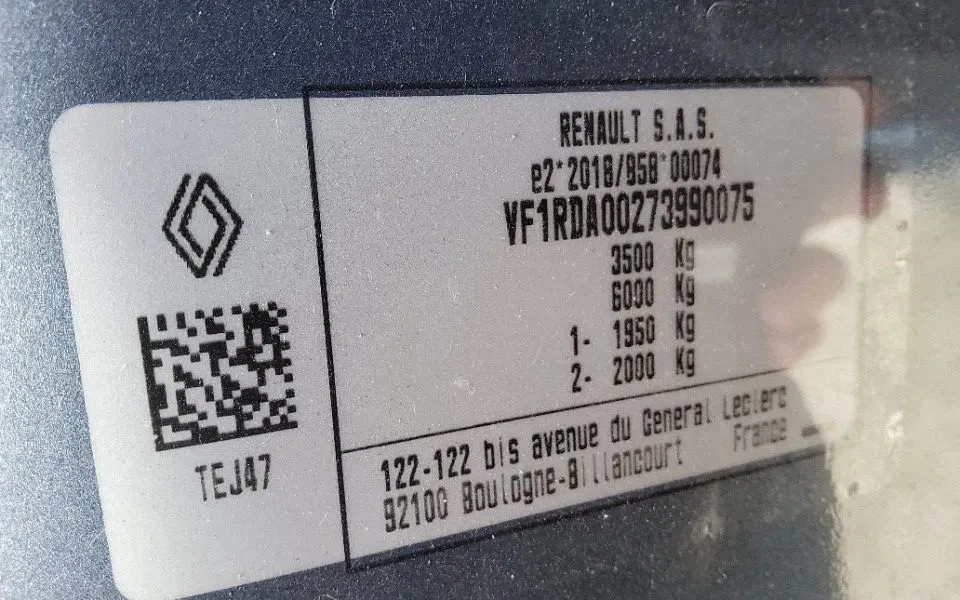 RENAULT S.A.S.
e2*2018/858*00074
VF1RDA00273990075
3500 Kg
6000 Kg
1- 1950 Kg
2- 2000 Kg
122-122 bis avenue du General Leclerc
92100 Boulogne-Billancourt France
TEJ47